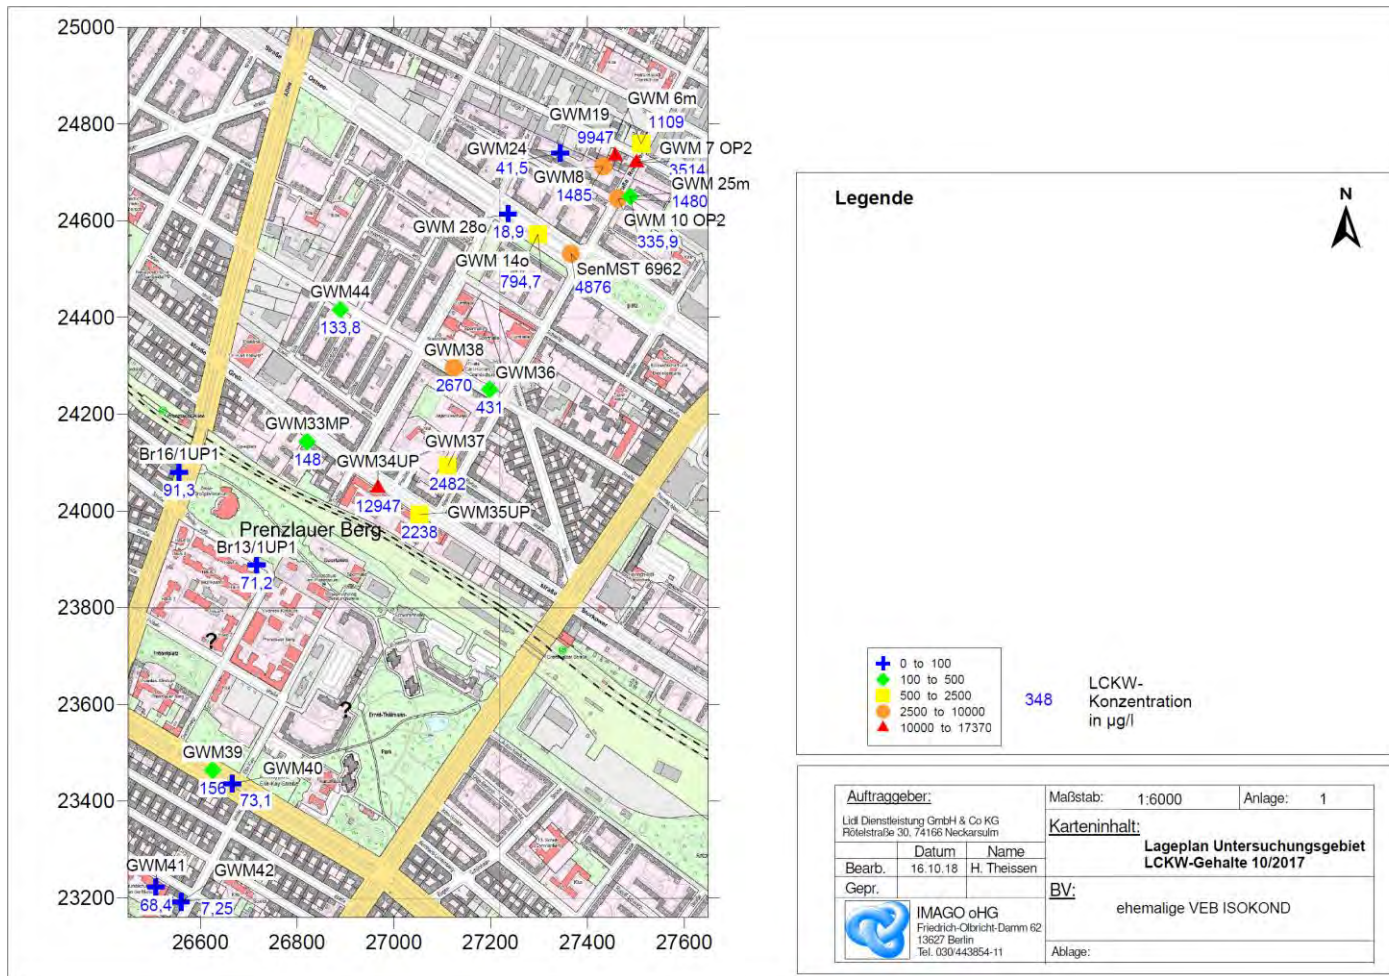 25000
24800
24600
24400
24200
24000
23800
23600
23400
23200
26600
26800
27000
27200
27400
27600
GWM 6m
1109
GWM19
9947
GWM24
41,5
GWM 7 OP2
3514
GWM8
1485
GWM 25m
1480
GWM 10 OP2
335,9
GWM 28o
18,9
GWM 14o
794,7
SenMST 6962
4876
GWM44
133,8
GWM38
2670
GWM36
431
GWM33MP
148
GWM37
2482
GWM34UP
12947
GWM35UP
2238
Br16/1UP1
91,3
Prenzlauer Berg
Br13/1UP1
71,2
?
?
Ernst-Thälmann-
Park
GWM39
156
GWM40
73,1
GWM41
68,4
GWM42
7,25
Legende
N
0 to 100
100 to 500
500 to 2500
2500 to 10000
10000 to 17370
348
LCKW-
Konzentration
in µg/l
Auftraggeber:
Lidl Dienstleistung GmbH & Co KG
Rötelstraße 30, 74166 Neckarsulm
Datum Name
Bearb. 16.10.18 H. Theissen
Gepr.
IMAGO oHG
Friedrich-Olbricht-Damm 62
13627 Berlin
Tel. 030/443854-11
Maßstab: 1:6000 Anlage: 1
Karteninhalt:
Lageplan Untersuchungsgebiet
LCKW-Gehalte 10/2017
BV:
ehemalige VEB ISOKOND
Ablage: